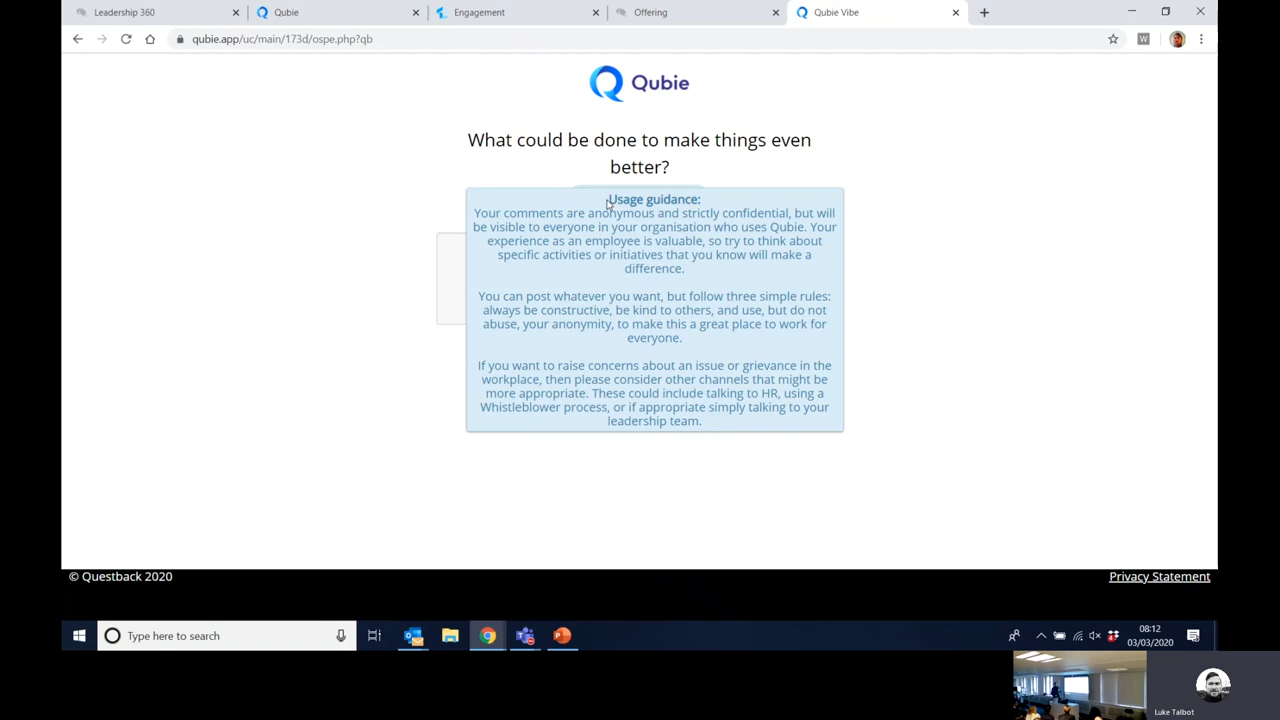 Leadership 360
Qubie
Engagement
Offering
Qubie Vibe
qubie.app/uc/main/173d/ospe.php?qb
W
Qubie
What could be done to make things even
better?
Usage guidance:
Your comments are anonymous and strictly confidential, but will
be visible to everyone in your organisation who uses Qubie. Your
experience as an employee is valuable, so try to think about
specific activities or initiatives that you know will make a
difference.
You can post whatever you want, but follow three simple rules:
always be constructive, be kind to others, and use, but do not
abuse, your anonymity, to make this a great place to work for
everyone.
If you want to raise concerns about an issue or grievance in the
workplace, then please consider other channels that might be
more appropriate. These could include talking to HR, using a
Whistleblower process, or if appropriate simply talking to your
leadership team.
© Questback 2020
Privacy Statement
Type here to search
08:12
03/03/2020
Luke Talbot